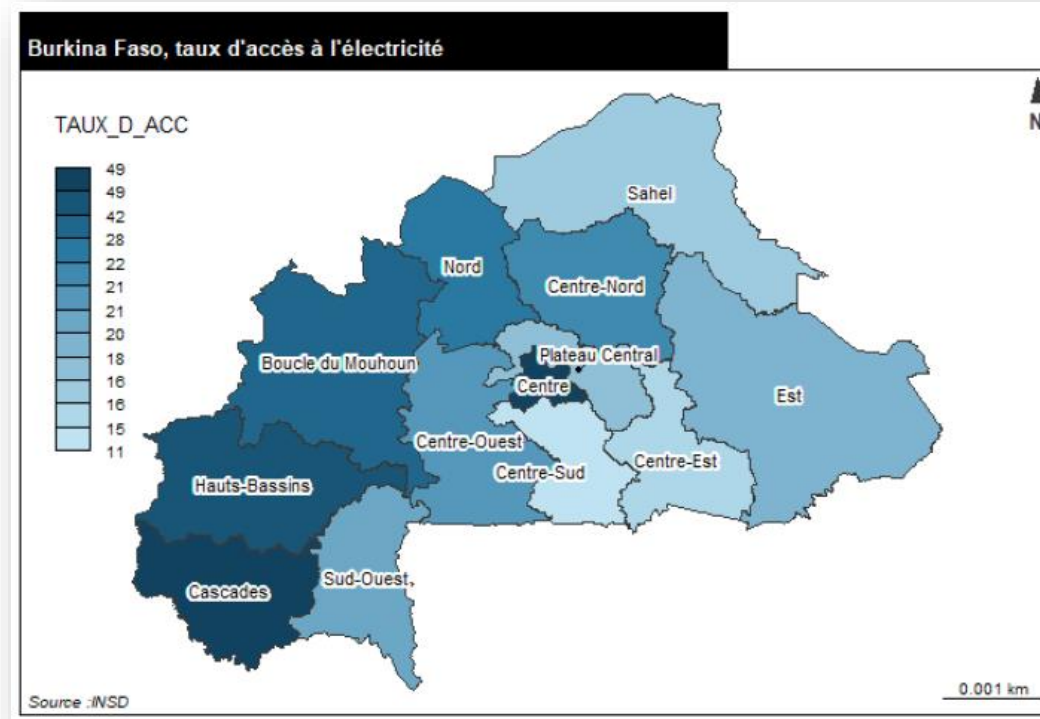 Burkina Faso, taux d'accès à l'électricité
TAUX_D_ACC
49
49
42
28
22
21
21
20
18
16
16
15
11
N
Sahel
Nord
Centre-Nord
Boucle du Mouhoun
Plateau Central
Centre
Est
Centre-Ouest
Centre-Sud
Centre-Est
Hauts-Bassins
Sud-Ouest
Cascades
Source :INSD
0.001 km